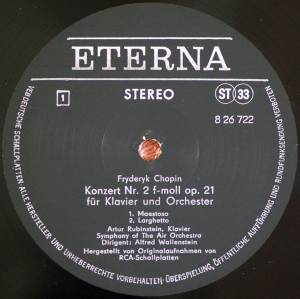 ETERNA
1
STEREO
ST 33
8 26 722
Fryderyk Chopin
Konzert Nr. 2 f-moll op. 21
für Klavier und Orchester
1. Maestoso
2. Larghetto
Artur Rubinstein, Klavier
Symphony of The Air Orchestra
Dirigent: Alfred Wallenstein
Hergestellt von Originalaufnahmen von
RCA-Schallplatten
VEB DEUTSCHE SCHALLPLATTEN · ALLE HERSTELLER- UND URHEBERRECHTE VORBEHALTEN · ÜBERSPIELUNG, ÖFFENTLICHE AUFFÜHRUNG UND RUNDFUNKSENDUNG VERBOTEN